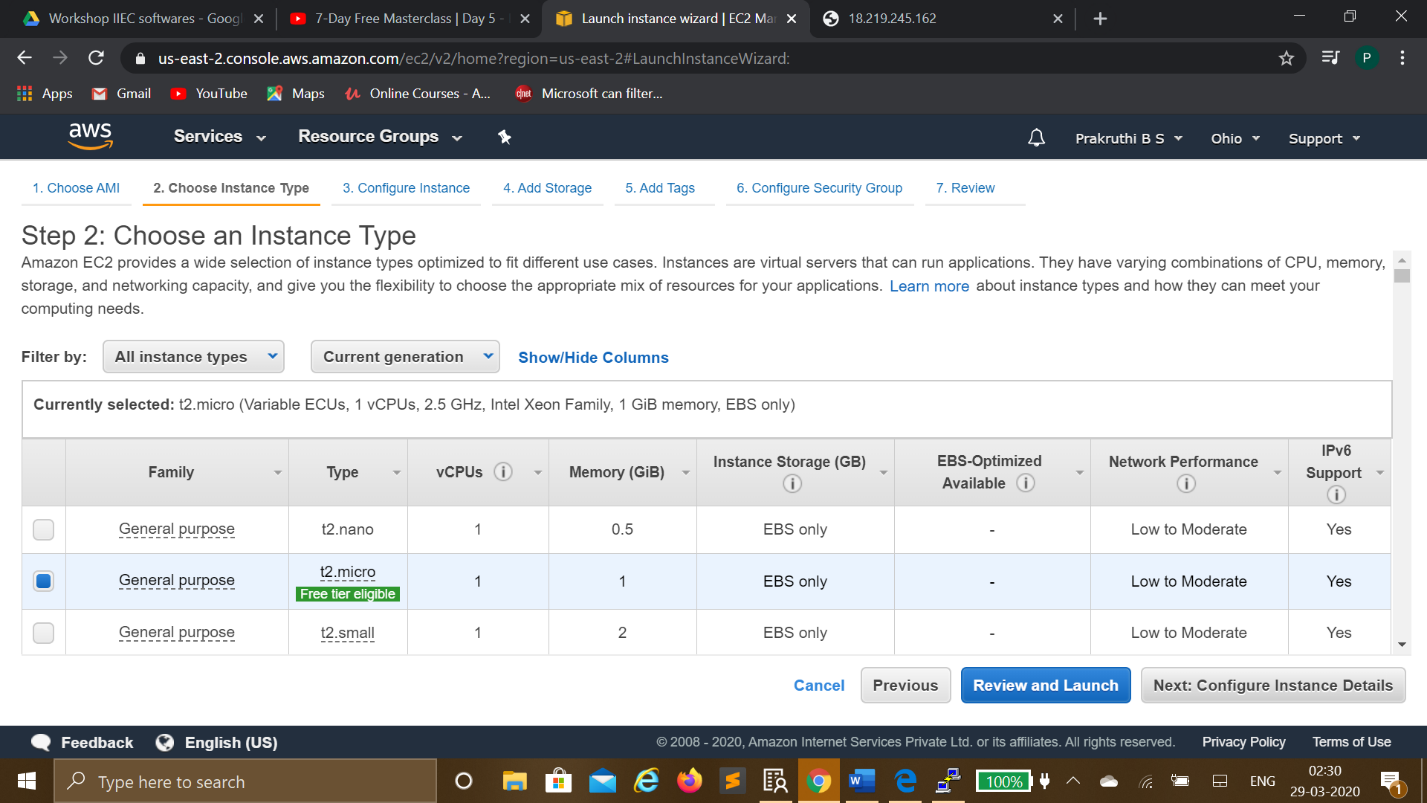 Workshop IIEC softwares - Googl
7-Day Free Masterclass | Day 5 -
Launch instance wizard | EC2 Man
18.219.245.162
us-east-2.console.aws.amazon.com/ec2/v2/home?region=us-east-2#LaunchInstanceWizard:
P
Apps
Gmail
YouTube
Maps
Online Courses - A...
c|net
Microsoft can filter...
aws
Services
Resource Groups
Prakruthi B S
Ohio
Support
1. Choose AMI
2. Choose Instance Type
3. Configure Instance
4. Add Storage
5. Add Tags
6. Configure Security Group
7. Review
Step 2: Choose an Instance Type
Amazon EC2 provides a wide selection of instance types optimized to fit different use cases. Instances are virtual servers that can run applications. They have varying combinations of CPU, memory,
storage, and networking capacity, and give you the flexibility to choose the appropriate mix of resources for your applications. Learn more about instance types and how they can meet your
computing needs.
Filter by:
All instance types
Current generation
Show/Hide Columns
Currently selected: t2.micro (Variable ECUs, 1 vCPUs, 2.5 GHz, Intel Xeon Family, 1 GiB memory, EBS only)
Family
Type
vCPUs
Memory (GiB)
Instance Storage (GB)
EBS-Optimized
Available
Network Performance
IPv6
Support
General purpose
t2.nano
1
0.5
EBS only
-
Low to Moderate
Yes
General purpose
t2.micro
Free tier eligible
1
1
EBS only
-
Low to Moderate
Yes
General purpose
t2.small
1
2
EBS only
-
Low to Moderate
Yes
Cancel
Previous
Review and Launch
Next: Configure Instance Details
Feedback
English (US)
© 2008 - 2020, Amazon Internet Services Private Ltd. or its affiliates. All rights reserved.
Privacy Policy
Terms of Use
Type here to search
100%
ENG
02:30
29-03-2020
1